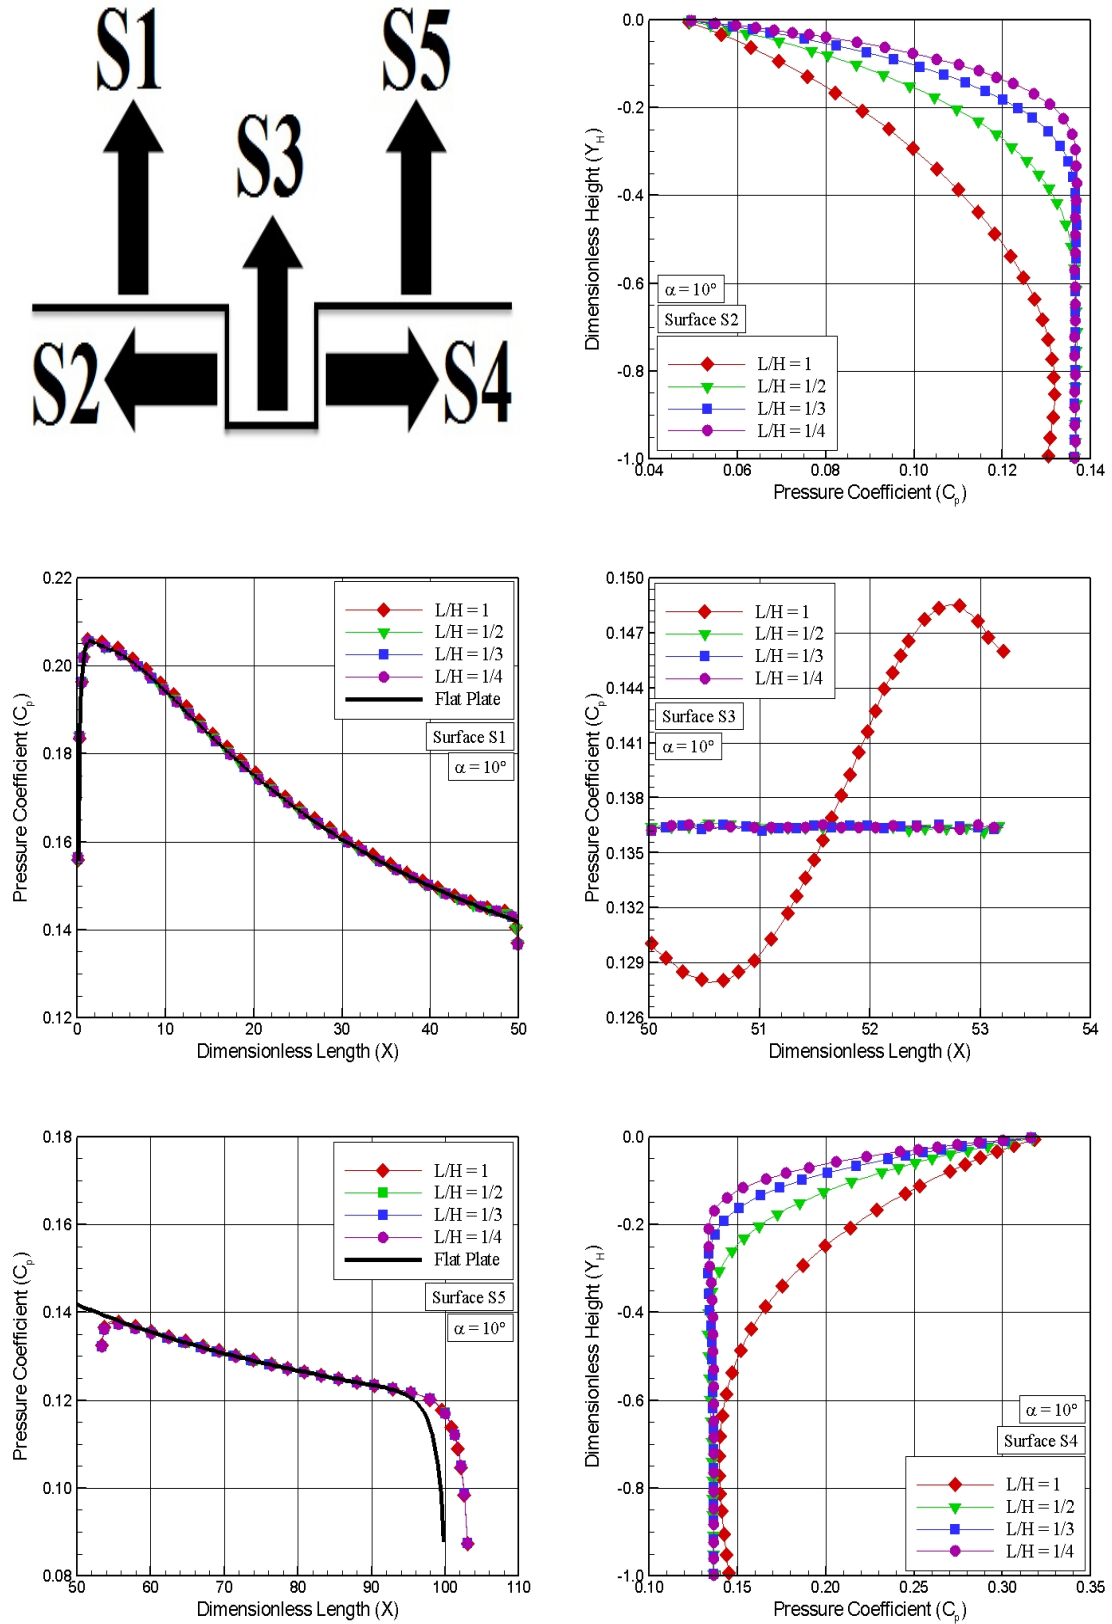 S1
S5
S3
S2
S4
0.0
-0.2
-0.4
-0.6
-0.8
-1.0
Dimensionless Height (Y_H)
α = 10°
Surface S2
L/H = 1
L/H = 1/2
L/H = 1/3
L/H = 1/4
0.04 0.06 0.08 0.10 0.12 0.14
Pressure Coefficient (C_p)
0.22
0.20
0.18
0.16
0.14
0.12
Pressure Coefficient (C_p)
L/H = 1
L/H = 1/2
L/H = 1/3
L/H = 1/4
Flat Plate
Surface S1
α = 10°
0 10 20 30 40 50
Dimensionless Length (X)
0.150
0.147
0.144
0.141
0.138
0.135
0.132
0.129
0.126
Pressure Coefficient (C_p)
L/H = 1
L/H = 1/2
L/H = 1/3
L/H = 1/4
Surface S3
α = 10°
50 51 52 53 54
Dimensionless Length (X)
0.18
0.16
0.14
0.12
0.10
0.08
Pressure Coefficient (C_p)
L/H = 1
L/H = 1/2
L/H = 1/3
L/H = 1/4
Flat Plate
Surface S5
α = 10°
50 60 70 80 90 100 110
Dimensionless Length (X)
0.0
-0.2
-0.4
-0.6
-0.8
-1.0
Dimensionless Height (Y_H)
α = 10°
Surface S4
L/H = 1
L/H = 1/2
L/H = 1/3
L/H = 1/4
0.10 0.15 0.20 0.25 0.30 0.35
Pressure Coefficient (C_p)